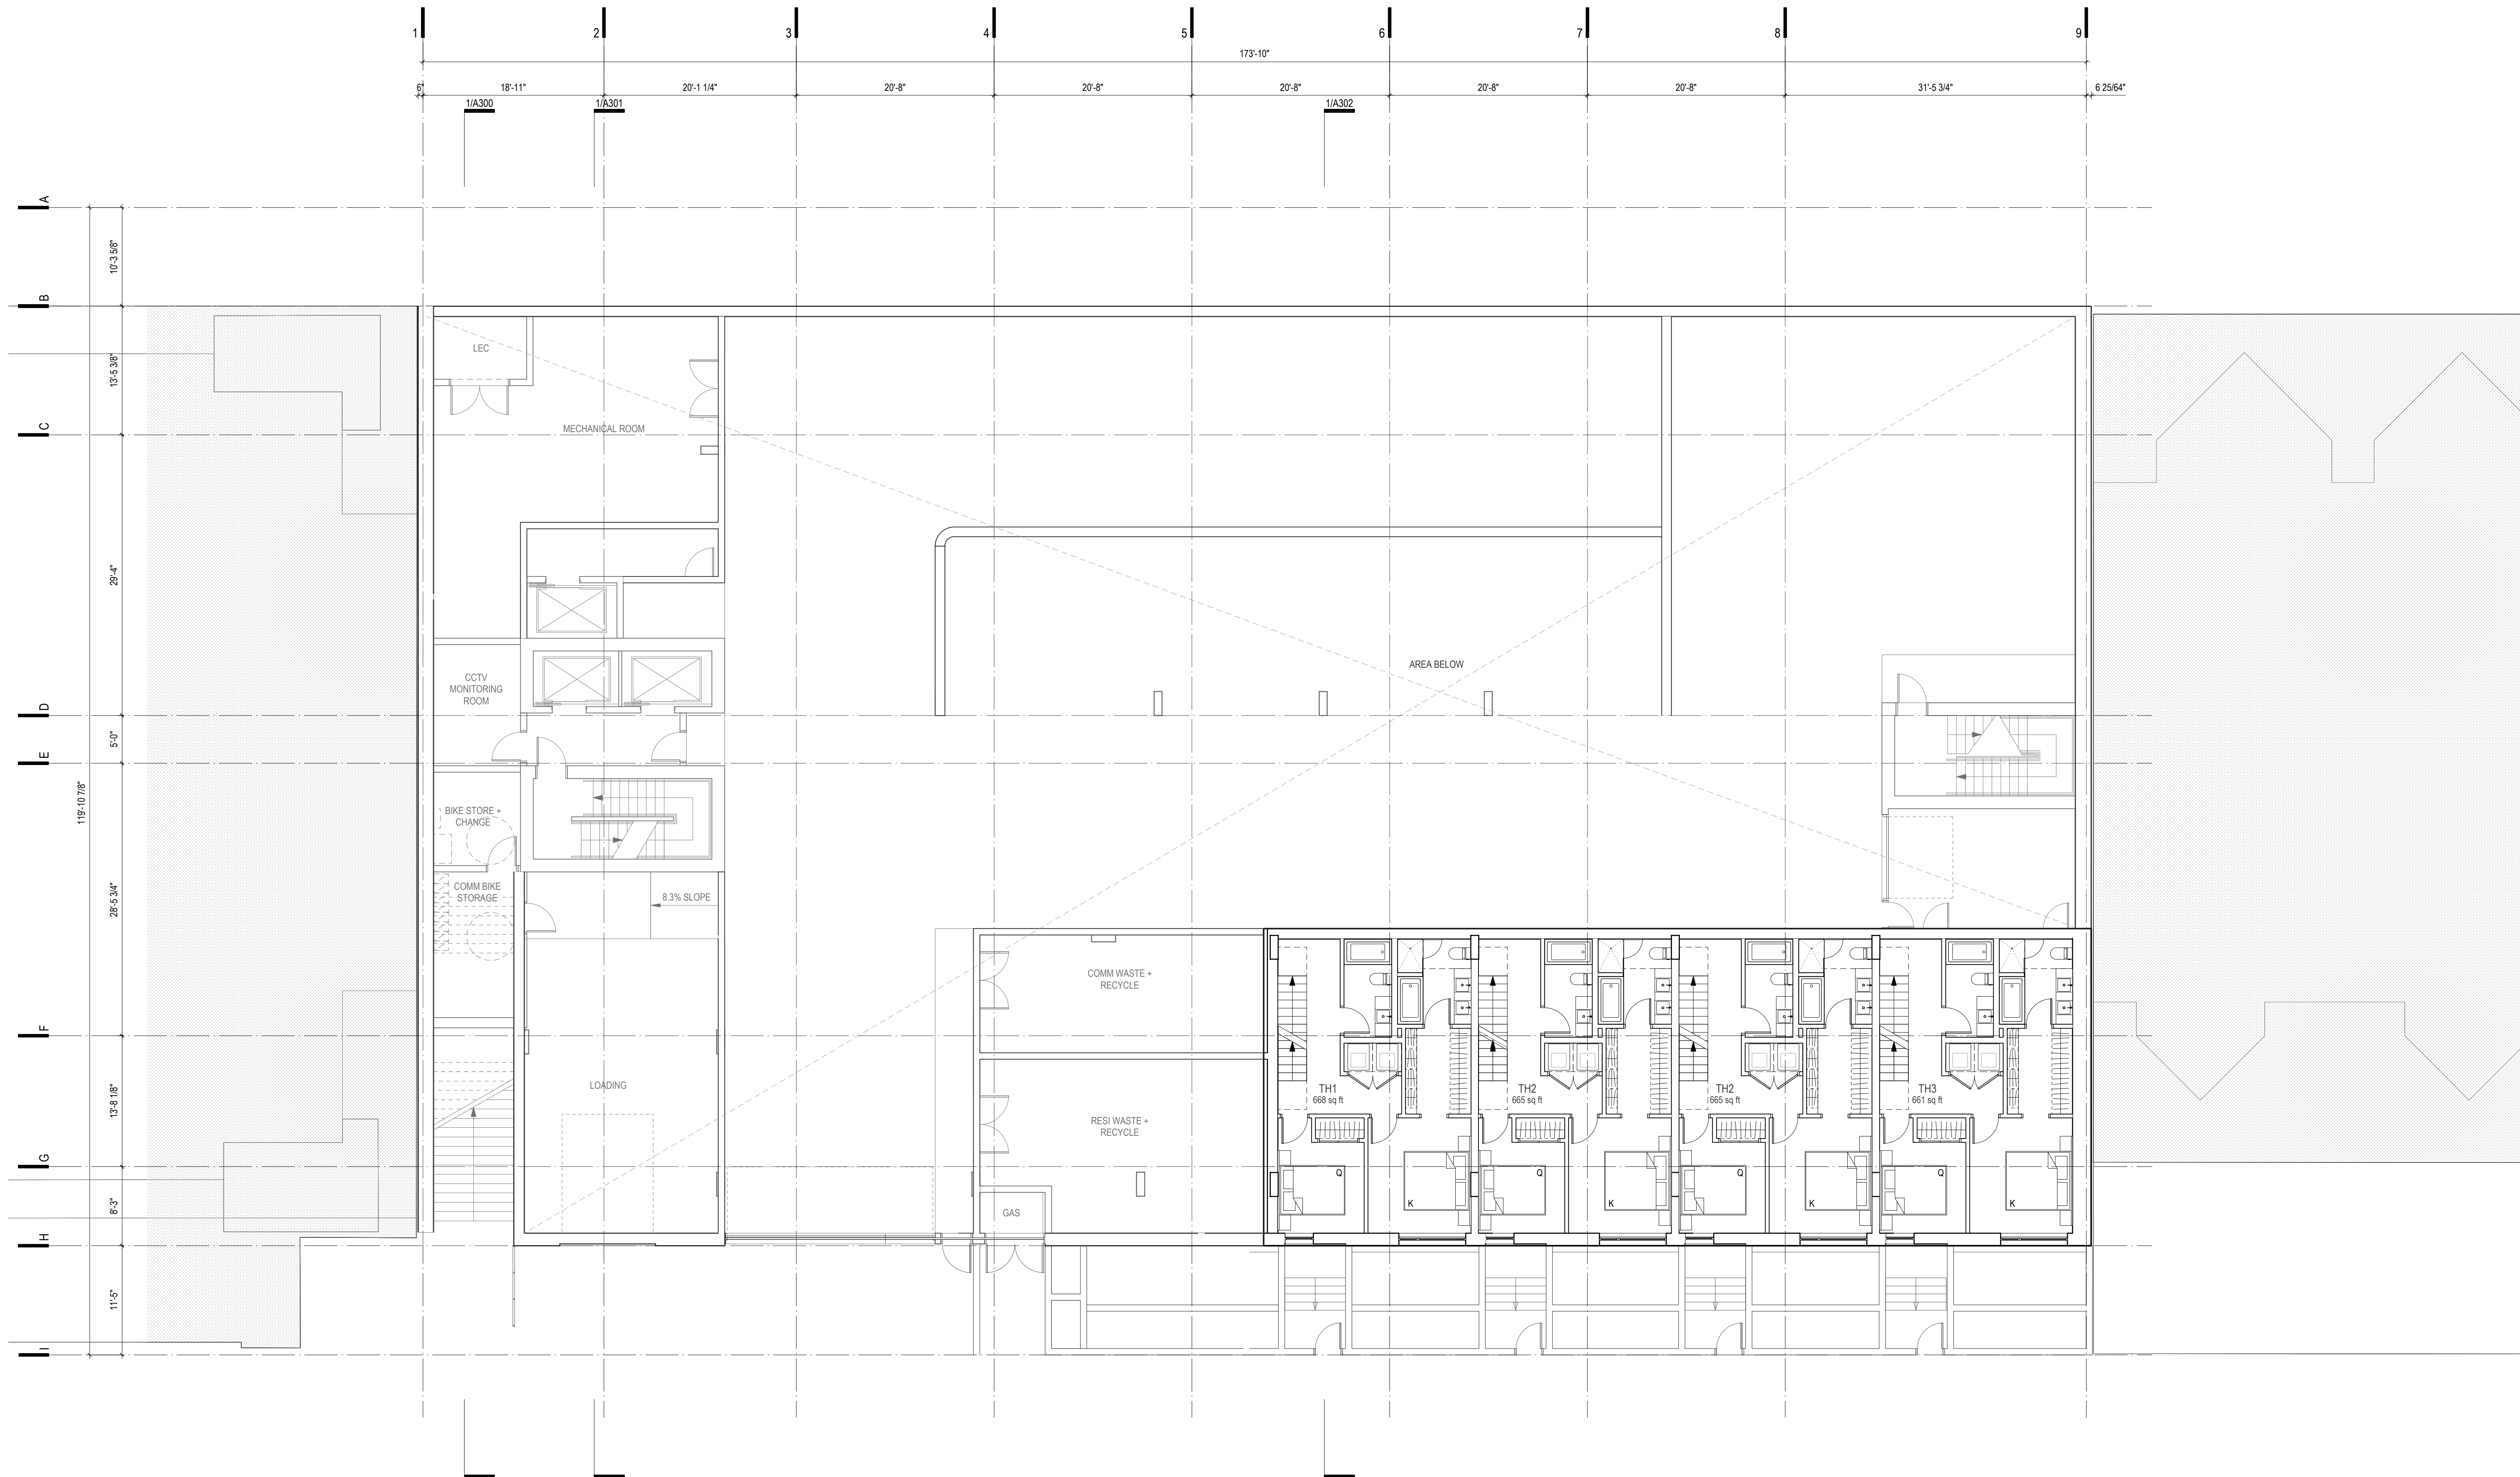 1 2 3 4 5 6 7 8 9
173'-10"
6" 18'-11" 20'-1 1/4" 20'-8" 20'-8" 20'-8" 20'-8" 20'-8" 31'-5 3/4" 6 25/64"
1/A300 1/A301 1/A302
A
10'-3 5/8"
B
13'-5 3/8"
C
29'-4"
D
5'-0"
E
119'-10 7/8"
28'-5 3/4"
F
13'-8 1/8"
G
8'-3"
H
11'-5"
I
LEC
MECHANICAL ROOM
CCTV
MONITORING
ROOM
AREA BELOW
BIKE STORE +
CHANGE
COMM BIKE
STORAGE
8.3% SLOPE
LOADING
COMM WASTE +
RECYCLE
RESI WASTE +
RECYCLE
GAS
TH1
668 sq ft
TH2
665 sq ft
TH2
665 sq ft
TH3
661 sq ft
Q K Q K Q K Q K